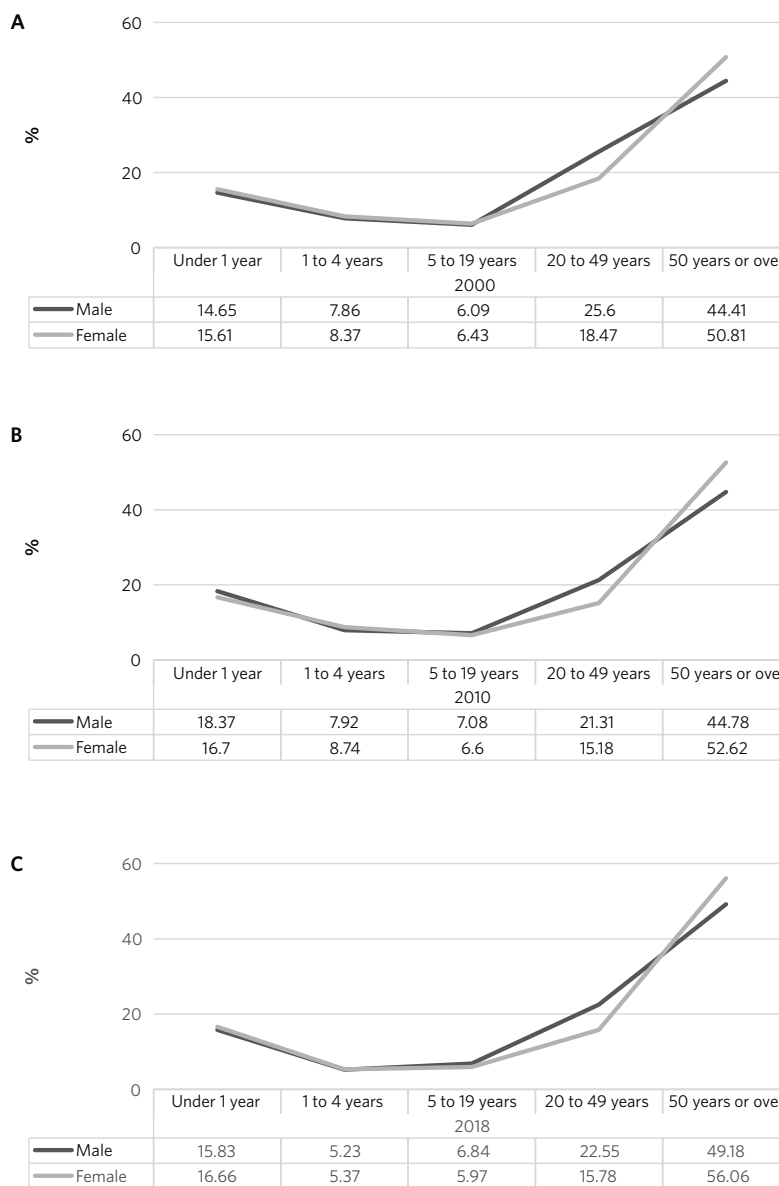 A
60
40
%
20
0
Under 1 year 1 to 4 years 5 to 19 years 20 to 49 years 50 years or ove
2000
Male 14.65 7.86 6.09 25.6 44.41
Female 15.61 8.37 6.43 18.47 50.81
B
60
40
%
20
0
Under 1 year 1 to 4 years 5 to 19 years 20 to 49 years 50 years or ove
2010
Male 18.37 7.92 7.08 21.31 44.78
Female 16.7 8.74 6.6 15.18 52.62
C
60
40
%
20
0
Under 1 year 1 to 4 years 5 to 19 years 20 to 49 years 50 years or ove
2018
Male 15.83 5.23 6.84 22.55 49.18
Female 16.66 5.37 5.97 15.78 56.06